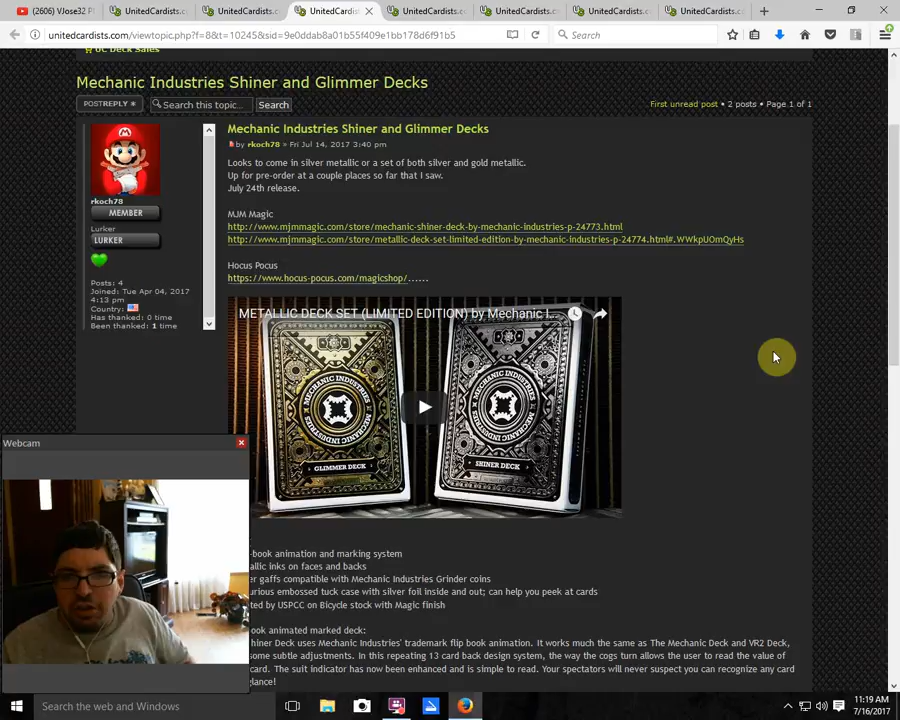 (2606) VJose32 F
UnitedCardists.c
UnitedCardists.c
UnitedCardist
UnitedCardists.c
UnitedCardists.c
UnitedCardists.c
UnitedCardists.c
unitedcardists.com/viewtopic.php?f=8&t=10245&sid=9e0ddab8a01b55f409e1bb178d6f91b5
Search
UC Deck Sales
Mechanic Industries Shiner and Glimmer Decks
POSTREPLY
Search this topic...
Search
First unread post • 2 posts • Page 1 of 1
Mechanic Industries Shiner and Glimmer Decks
by rkoch78 » Fri Jul 14, 2017 3:40 pm
rkoch78
MEMBER
Lurker
LURKER
Posts: 4
Joined: Tue Apr 04, 2017
4:13 pm
Country:
Has thanked: 0 time
Been thanked: 1 time
Looks to come in silver metallic or a set of both silver and gold metallic.
Up for pre-order at a couple places so far that I saw.
July 24th release.
MJM Magic
http://www.mjmmagic.com/store/mechanic-shiner-deck-by-mechanic-industries-p-24773.html
http://www.mjmmagic.com/store/metallic-deck-set-limited-edition-by-mechanic-industries-p-24774.html#.WWkpUOmQyHs
Hocus Pocus
https://www.hocus-pocus.com/magicshop/......
METALLIC DECK SET (LIMITED EDITION) by Mechanic I...
MECHANIC INDUSTRIES
MECHANIC INDUSTRIES
GLIMMER DECK
MECHANIC INDUSTRIES
MECHANIC INDUSTRIES
SHINER DECK
Webcam
-book animation and marking system
allic inks on faces and backs
er gaffs compatible with Mechanic Industries Grinder coins
urious embossed tuck case with silver foil inside and out; can help you peek at cards
ted by USPCC on Bicycle stock with Magic finish
ook animated marked deck:
hiner Deck uses Mechanic Industries' trademark flip book animation. It works much the same as The Mechanic Deck and VR2 Deck,
some subtle adjustments. In this repeating 13 card back design system, the way the cogs turn allows the user to read the value of
card. The suit indicator has now been enhanced and is simple to read. Your spectators will never suspect you can recognize any card
glance!
Search the web and Windows
11:19 AM
7/16/2017